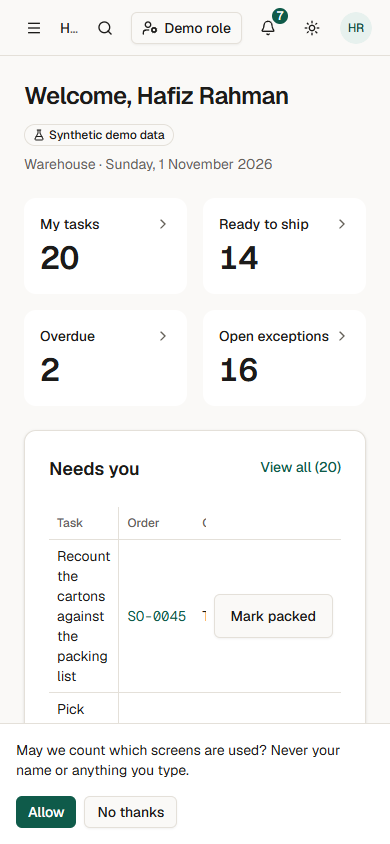 H...
Demo role
7
HR
Welcome, Hafiz Rahman
Synthetic demo data
Warehouse · Sunday, 1 November 2026
My tasks
20
Ready to ship
14
Overdue
2
Open exceptions
16
Needs you
View all (20)
Task
Order
Recount
the
cartons
against
the
packing
list
SO-0045
Mark packed
Pick
May we count which screens are used? Never your
name or anything you type.
Allow
No thanks